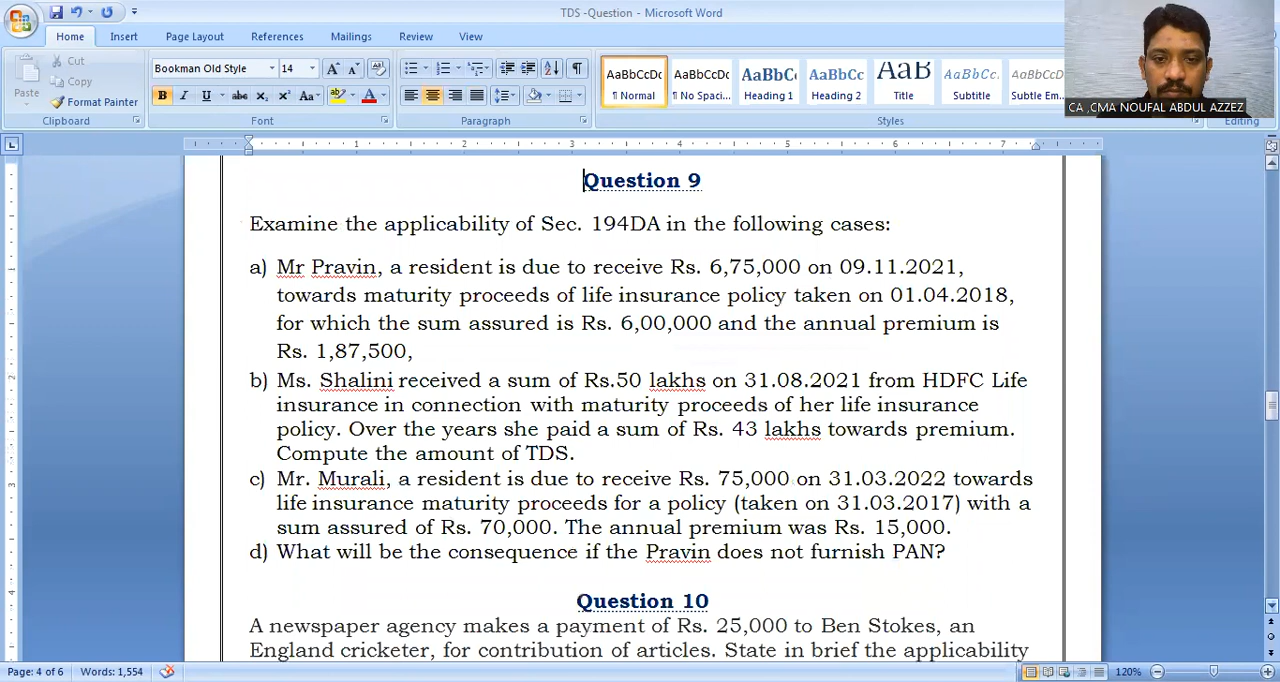 TDS -Question - Microsoft Word
Home Insert Page Layout References Mailings Review View
Cut
Copy
Format Painter
Paste
Clipboard
Bookman Old Style 14
Font
Paragraph
AaBbCcDc AaBbCcDc AaBbC AaBbCc AaB AaBbCc. AaBbCcDc
¶ Normal ¶ No Spaci... Heading 1 Heading 2 Title Subtitle Subtle Em...
Styles
Editing
CA ,CMA NOUFAL ABDUL AZZEZ
Question 9
Examine the applicability of Sec. 194DA in the following cases:
a) Mr Pravin, a resident is due to receive Rs. 6,75,000 on 09.11.2021,
towards maturity proceeds of life insurance policy taken on 01.04.2018,
for which the sum assured is Rs. 6,00,000 and the annual premium is
Rs. 1,87,500,
b) Ms. Shalini received a sum of Rs.50 lakhs on 31.08.2021 from HDFC Life
insurance in connection with maturity proceeds of her life insurance
policy. Over the years she paid a sum of Rs. 43 lakhs towards premium.
Compute the amount of TDS.
c) Mr. Murali, a resident is due to receive Rs. 75,000 on 31.03.2022 towards
life insurance maturity proceeds for a policy (taken on 31.03.2017) with a
sum assured of Rs. 70,000. The annual premium was Rs. 15,000.
d) What will be the consequence if the Pravin does not furnish PAN?
Question 10
A newspaper agency makes a payment of Rs. 25,000 to Ben Stokes, an
England cricketer, for contribution of articles. State in brief the applicability
Page: 4 of 6 Words: 1,554 120%